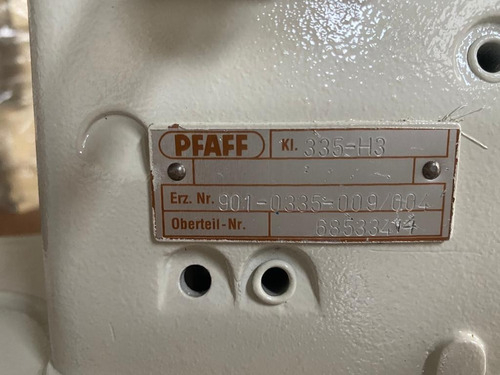 PFAFF Kl. 335-H3
Erz. Nr. 901-0335-009/004
Oberteil-Nr. 68533414